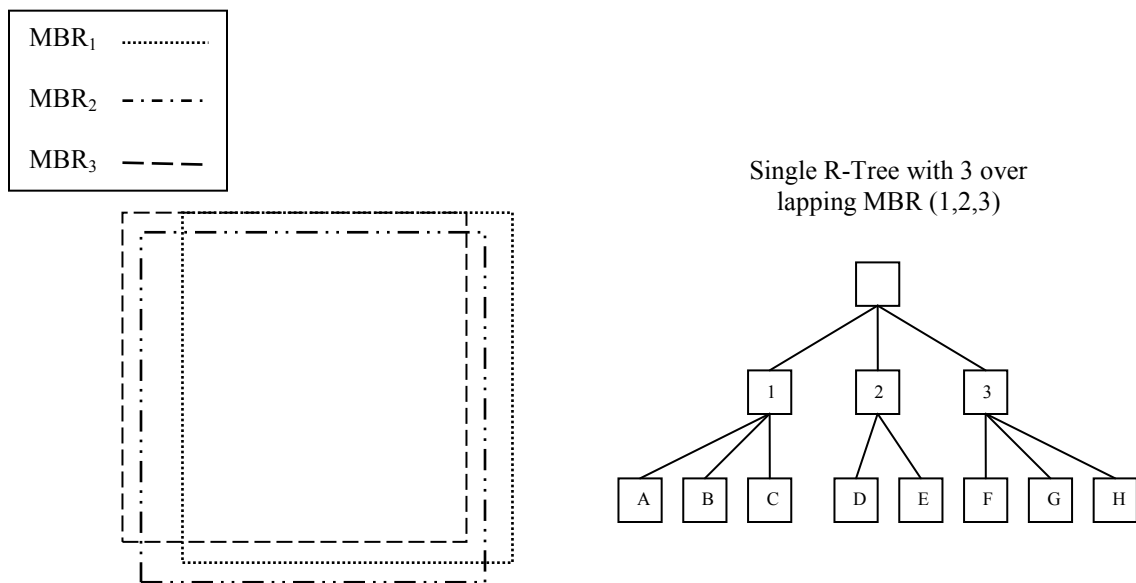 MBR₁
MBR₂
MBR₃
Single R-Tree with 3 over
lapping MBR (1,2,3)
1 2 3
A B C D E F G H